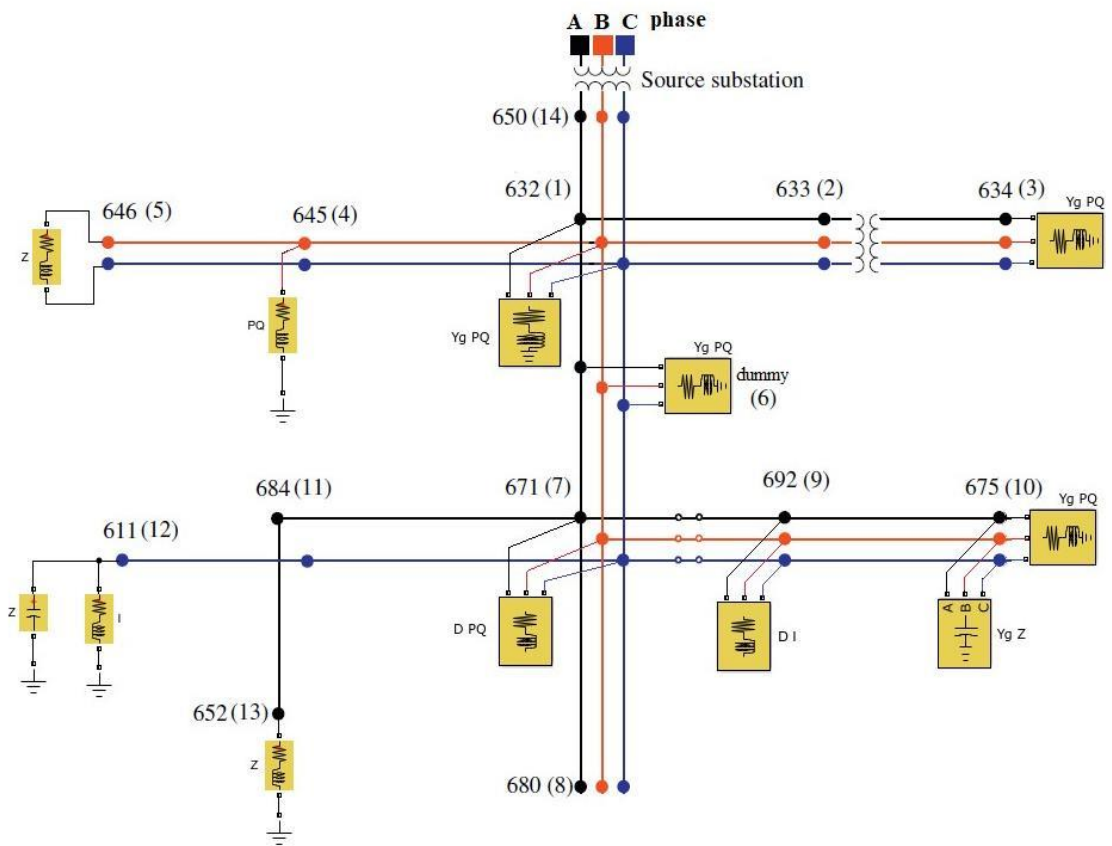 A B C phase
Source substation
650 (14)
632 (1)
633 (2)
634 (3)
Yg PQ
646 (5)
645 (4)
Z
PQ
Yg PQ
Yg PQ
dummy
(6)
684 (11)
671 (7)
692 (9)
675 (10)
Yg PQ
611 (12)
Z
I
D PQ
D I
A B C
Yg Z
652 (13)
Z
680 (8)